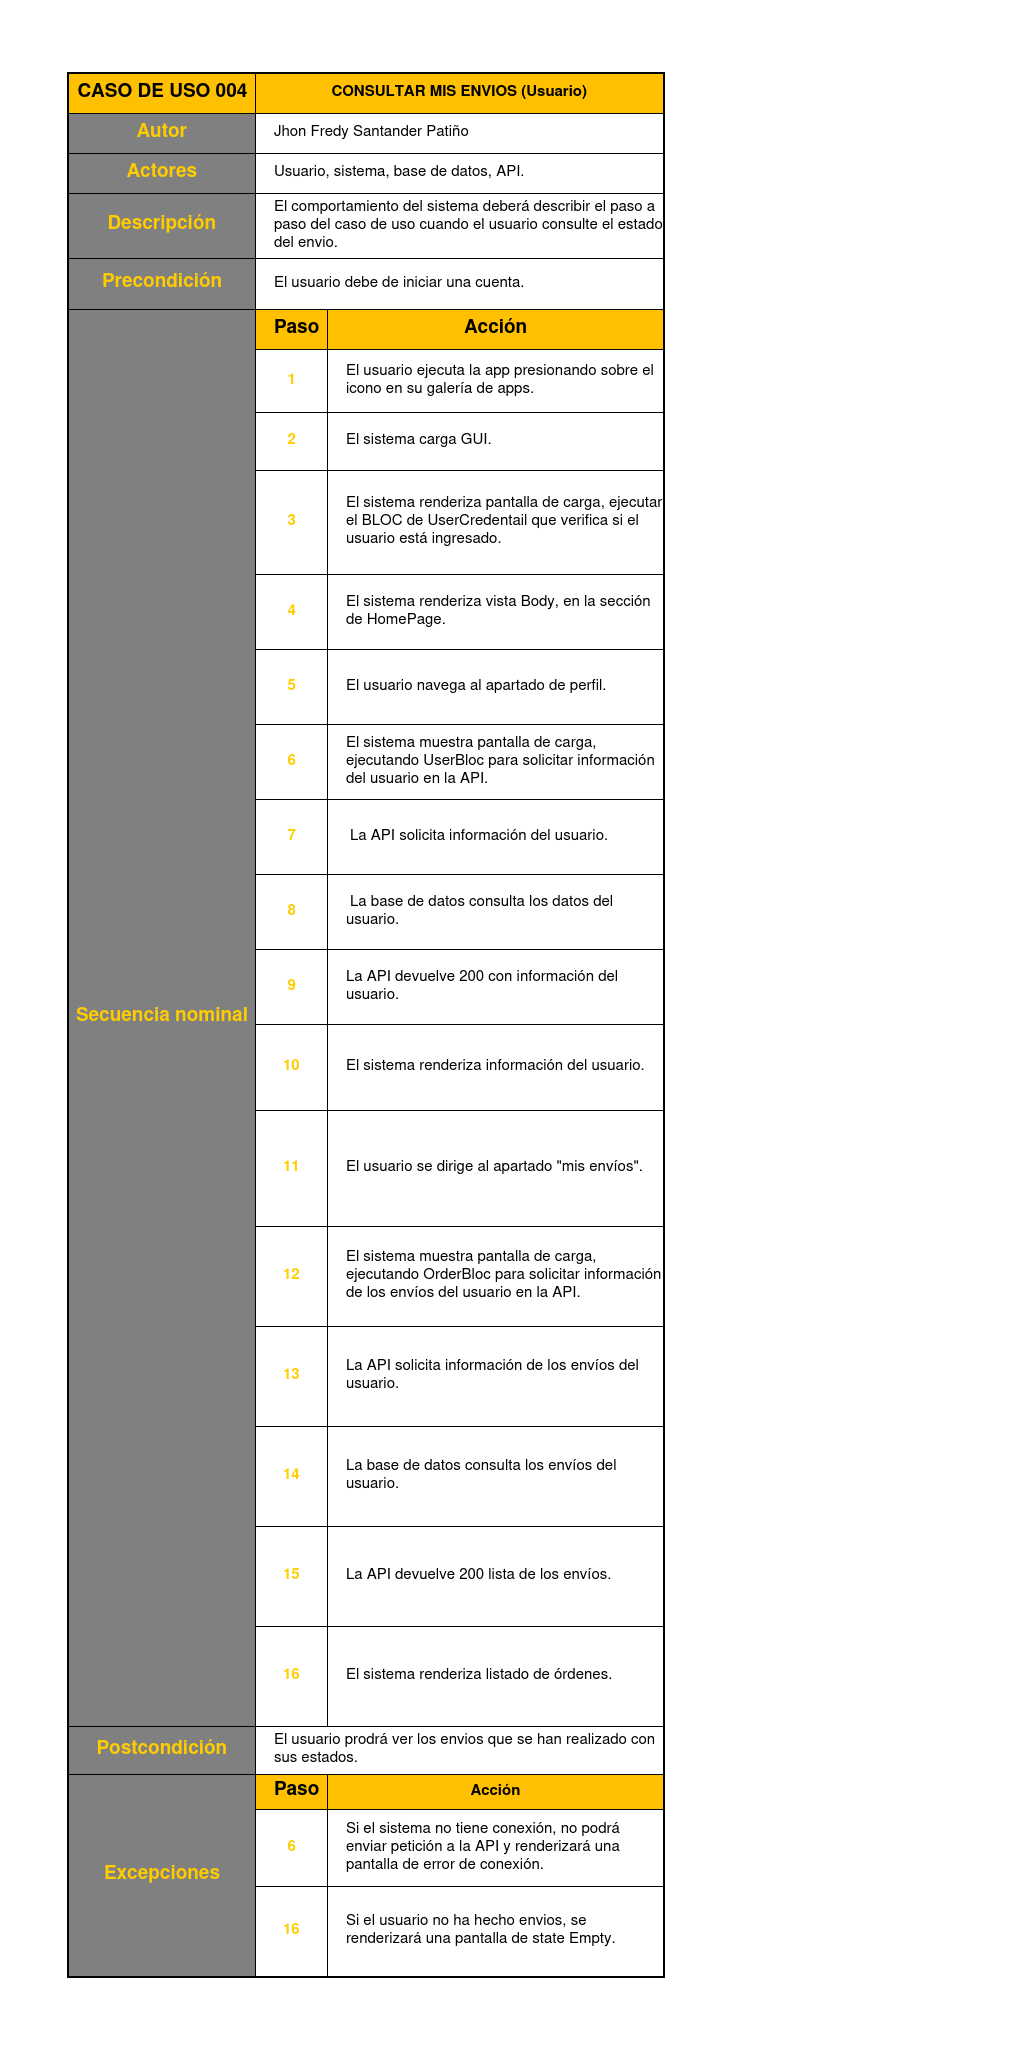 CASO DE USO 004
CONSULTAR MIS ENVIOS (Usuario)
Autor
Jhon Fredy Santander Patiño
Actores
Usuario, sistema, base de datos, API.
Descripción
El comportamiento del sistema deberá describir el paso a
paso del caso de uso cuando el usuario consulte el estado
del envio.
Precondición
El usuario debe de iniciar una cuenta.
Secuencia nominal
Paso
Acción
1
El usuario ejecuta la app presionando sobre el
icono en su galería de apps.
2
El sistema carga GUI.
3
El sistema renderiza pantalla de carga, ejecutar
el BLOC de UserCredentail que verifica si el
usuario está ingresado.
4
El sistema renderiza vista Body, en la sección
de HomePage.
5
El usuario navega al apartado de perfil.
6
El sistema muestra pantalla de carga,
ejecutando UserBloc para solicitar información
del usuario en la API.
7
La API solicita información del usuario.
8
La base de datos consulta los datos del
usuario.
9
La API devuelve 200 con información del
usuario.
10
El sistema renderiza información del usuario.
11
El usuario se dirige al apartado "mis envíos".
12
El sistema muestra pantalla de carga,
ejecutando OrderBloc para solicitar información
de los envíos del usuario en la API.
13
La API solicita información de los envíos del
usuario.
14
La base de datos consulta los envíos del
usuario.
15
La API devuelve 200 lista de los envíos.
16
El sistema renderiza listado de órdenes.
Postcondición
El usuario prodrá ver los envios que se han realizado con
sus estados.
Excepciones
Paso
Acción
6
Si el sistema no tiene conexión, no podrá
enviar petición a la API y renderizará una
pantalla de error de conexión.
16
Si el usuario no ha hecho envios, se
renderizará una pantalla de state Empty.